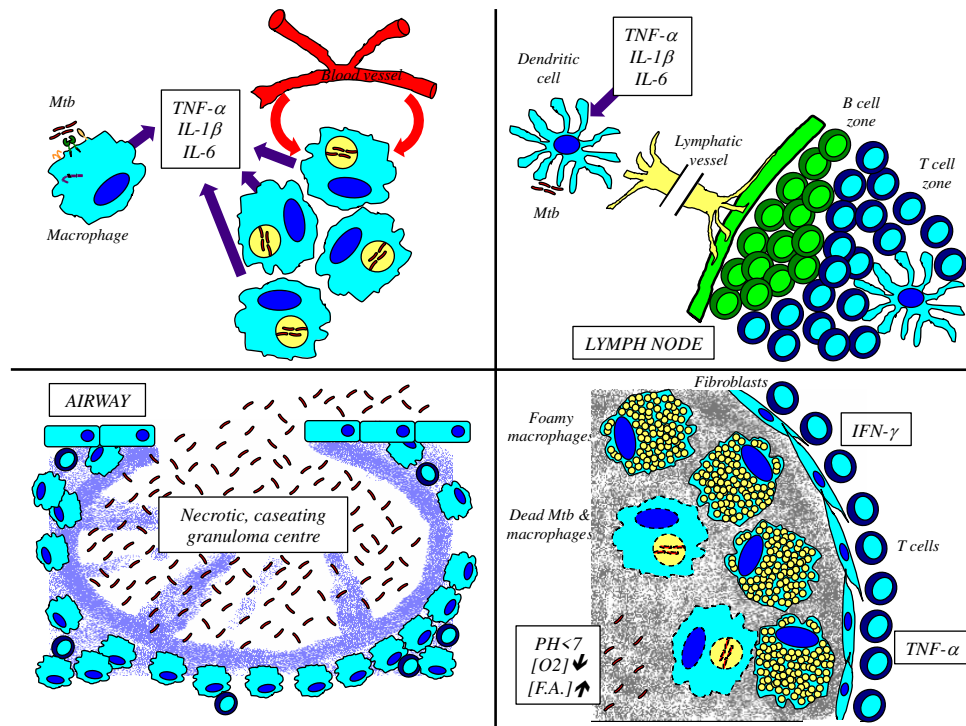 Blood vessel
Mtb
TNF-α
IL-1β
IL-6
Macrophage
Dendritic
cell
TNF-α
IL-1β
IL-6
B cell
zone
Lymphatic
vessel
T cell
zone
Mtb
LYMPH NODE
AIRWAY
Necrotic, caseating
granuloma centre
Fibroblasts
Foamy
macrophages
IFN-γ
Dead Mtb &
macrophages
T cells
PH<7
[O2] 🡇
[F.A.] 🡅
TNF-α